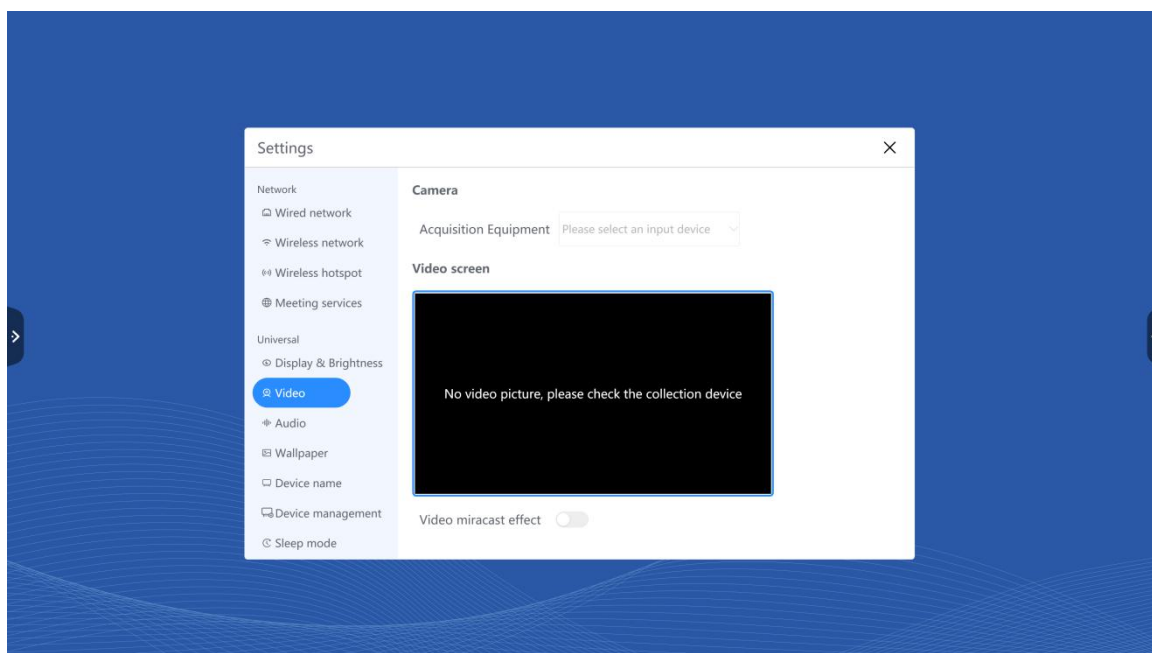 Settings
Network
Wired network
Wireless network
Wireless hotspot
Meeting services
Universal
Display & Brightness
Video
Audio
Wallpaper
Device name
Device management
Sleep mode
Camera
Acquisition Equipment Please select an input device
Video screen
No video picture, please check the collection device
Video miracast effect